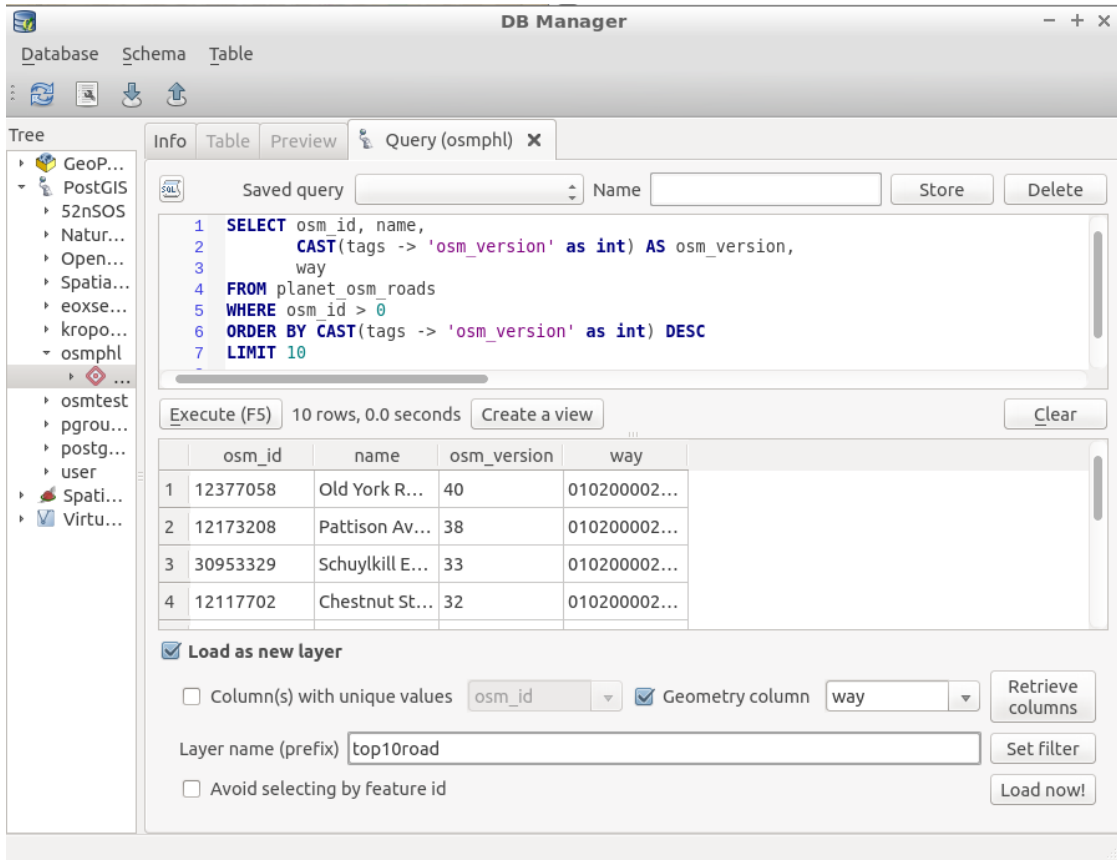 DB Manager
Database Schema Table
Tree
GeoP...
PostGIS
52nSOS
Natur...
Open...
Spatia...
eoxse...
kropo...
osmphl
...
osmtest
pgrou...
postg...
user
Spati...
Virtu...
Info Table Preview Query (osmphl)
SQL Saved query Name Store Delete
1 SELECT osm_id, name,
2 CAST(tags -> 'osm_version' as int) AS osm_version,
3 way
4 FROM planet_osm_roads
5 WHERE osm_id > 0
6 ORDER BY CAST(tags -> 'osm_version' as int) DESC
7 LIMIT 10
Execute (F5) 10 rows, 0.0 seconds Create a view Clear
osm_id name osm_version way
1 12377058 Old York R... 40 010200002...
2 12173208 Pattison Av... 38 010200002...
3 30953329 Schuylkill E... 33 010200002...
4 12117702 Chestnut St... 32 010200002...
Load as new layer
Column(s) with unique values osm_id Geometry column way Retrieve columns
Layer name (prefix) top10road Set filter
Avoid selecting by feature id Load now!